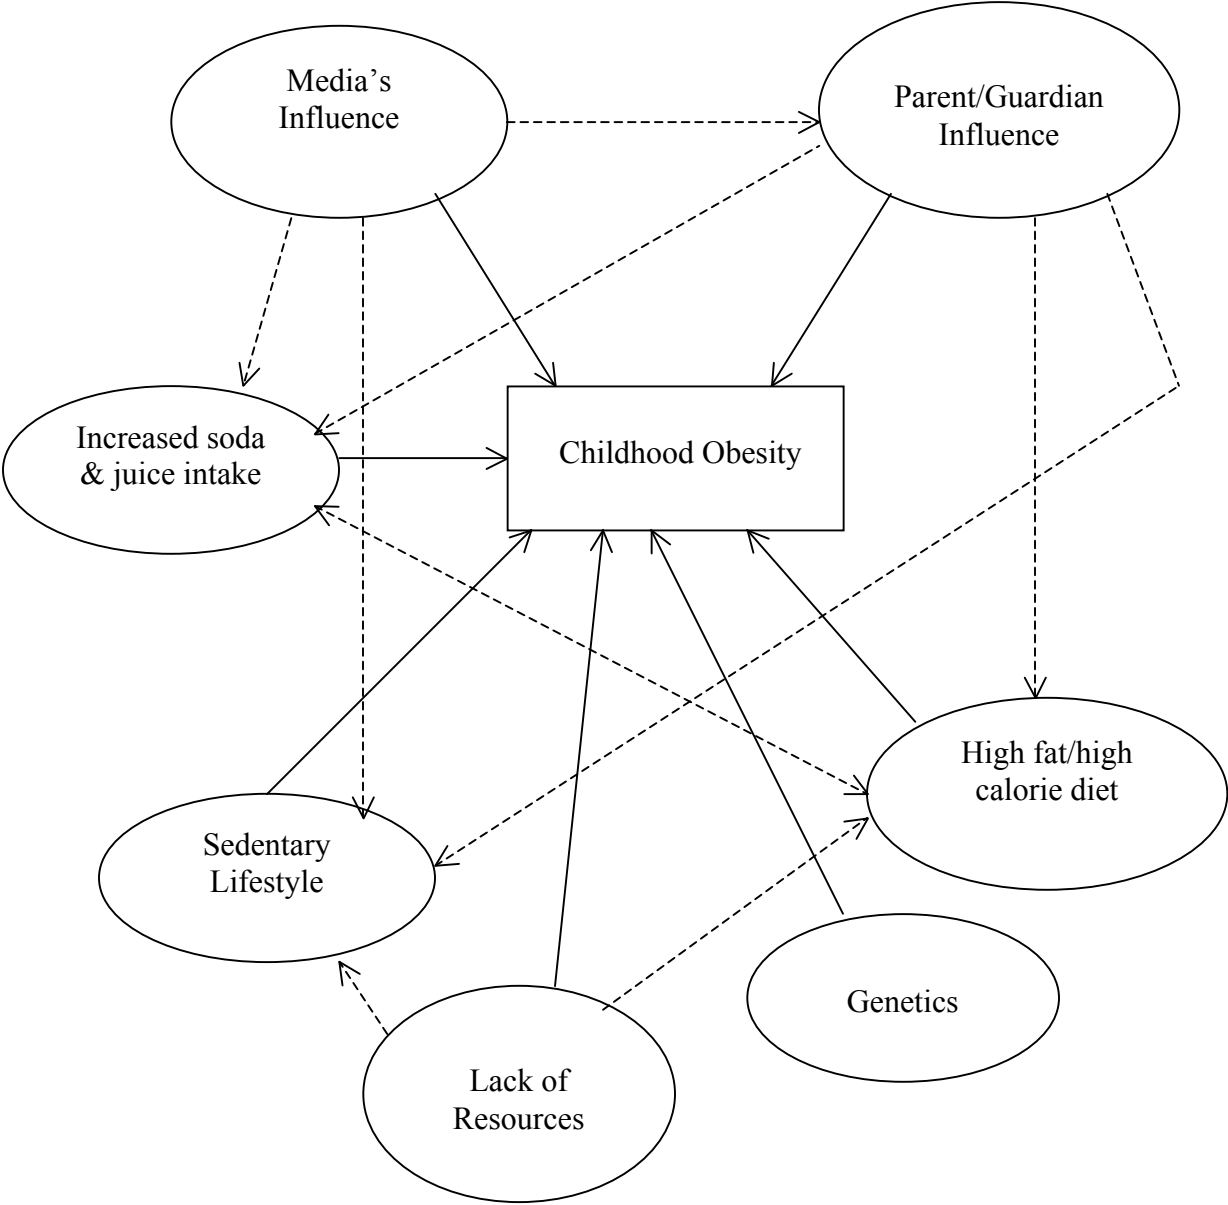 Media’s
Influence
Parent/Guardian
Influence
Increased soda
& juice intake
Childhood Obesity
High fat/high
calorie diet
Sedentary
Lifestyle
Genetics
Lack of
Resources